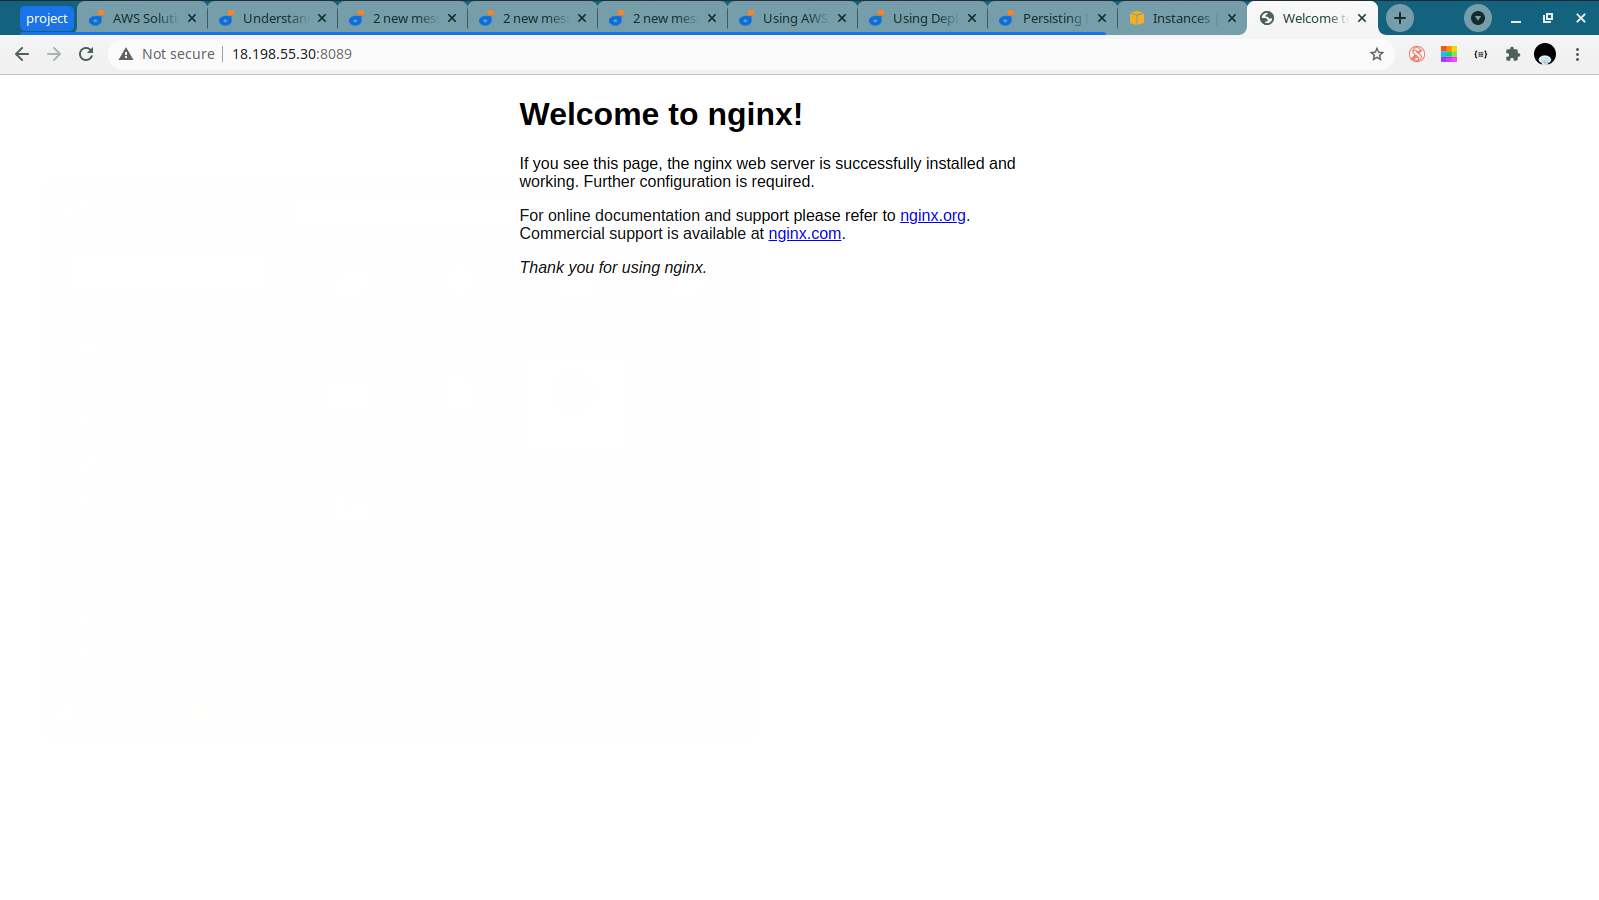 project
AWS Soluti
Understan
2 new mes
2 new mes
2 new mes
Using AWS
Using Depl
Persisting
Instances
Welcome to
Not secure
18.198.55.30:8089
Welcome to nginx!
If you see this page, the nginx web server is successfully installed and
working. Further configuration is required.
For online documentation and support please refer to nginx.org.
Commercial support is available at nginx.com.
Thank you for using nginx.